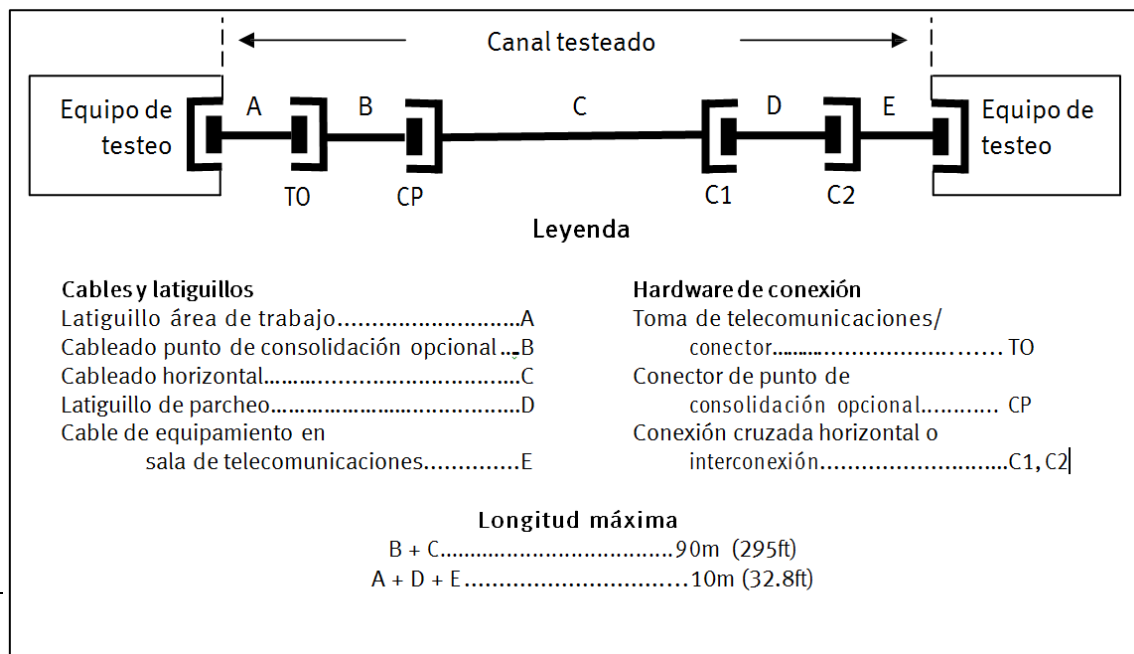 Canal testeado
Equipo de
testeo
A
B
C
D
E
Equipo de
testeo
TO
CP
C1
C2
Leyenda
Cables y latiguillos
Latiguillo área de trabajo..............................A
Cableado punto de consolidación opcional...B
Cableado horizontal........................................C
Latiguillo de parcheo.......................................D
Cable de equipamiento en
sala de telecomunicaciones..............E
Hardware de conexión
Toma de telecomunicaciones/
conector.................................. TO
Conector de punto de
consolidación opcional............ CP
Conexión cruzada horizontal o
interconexión.............................C1, C2
Longitud máxima
B + C.....................................90m (295ft)
A + D + E................................10m (32.8ft)